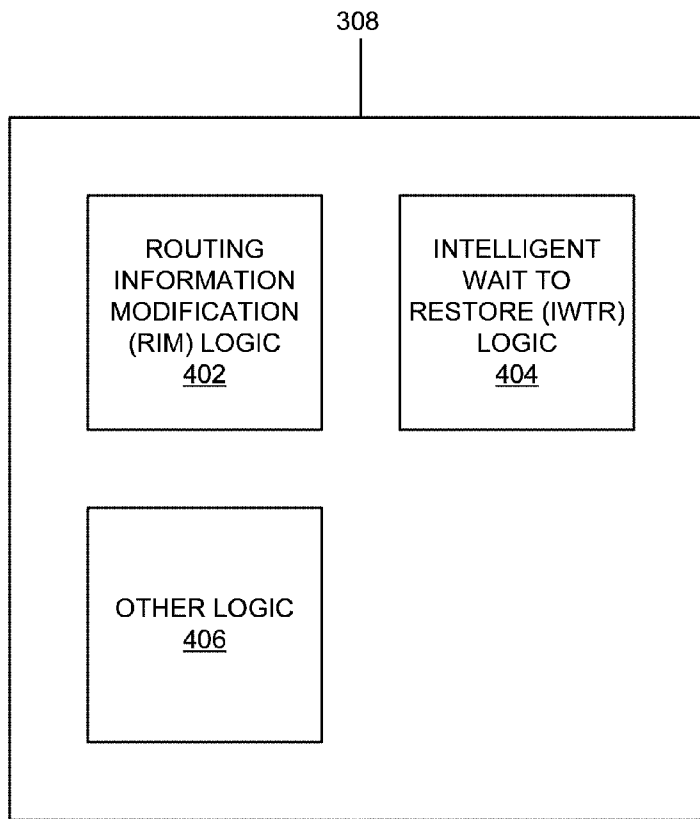 308
ROUTING
INFORMATION
MODIFICATION
(RIM) LOGIC
402
INTELLIGENT
WAIT TO
RESTORE (IWTR)
LOGIC
404
OTHER LOGIC
406